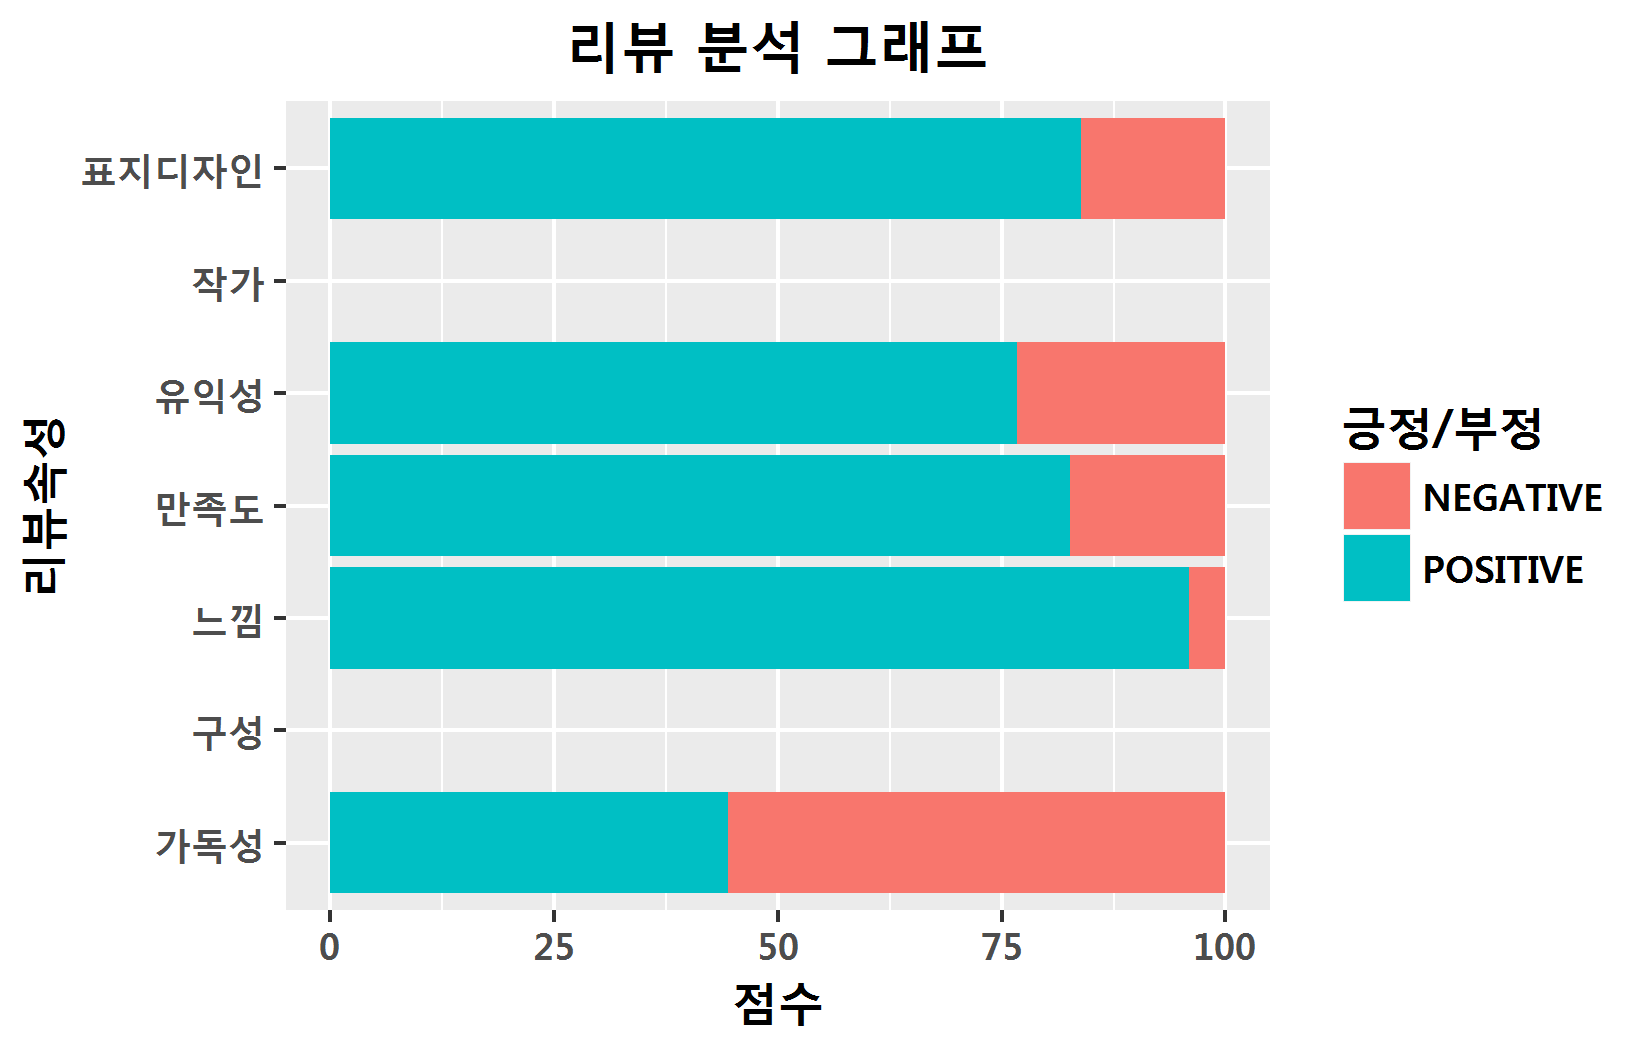 리뷰 분석 그래프
표지디자인
작가
유익성
만족도
느낌
구성
가독성
리뷰속성
0 25 50 75 100
점수
긍정/부정
NEGATIVE
POSITIVE